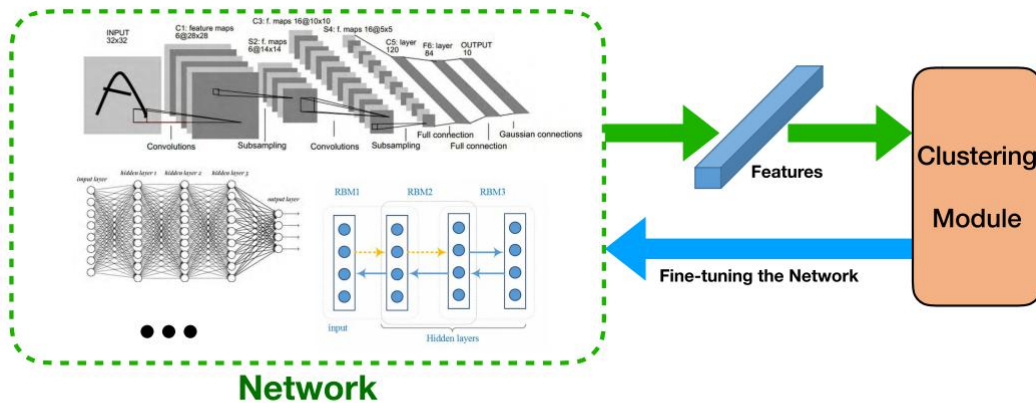 INPUT
32x32
C1: feature maps
6@28x28
S2: f. maps
6@14x14
C3: f. maps 16@10x10
S4: f. maps 16@5x5
C5: layer
120
F6: layer
84
OUTPUT
10
Convolutions
Subsampling
Convolutions
Subsampling
Full connection
Full connection
Gaussian connections
input layer
hidden layer 1
hidden layer 2
hidden layer 3
output layer
RBM1
RBM2
RBM3
input
Hidden layers
Network
Features
Fine-tuning the Network
Clustering
Module